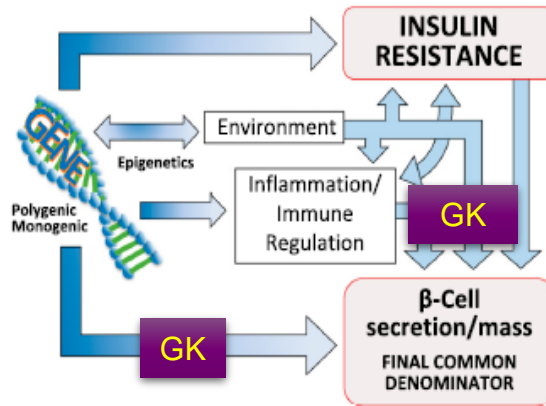 INSULIN
RESISTANCE
GENE
Environment
Epigenetics
Polygenic
Monogenic
Inflammation/
Immune
Regulation
GK
β-Cell
secretion/mass
FINAL COMMON
DENOMINATOR
GK